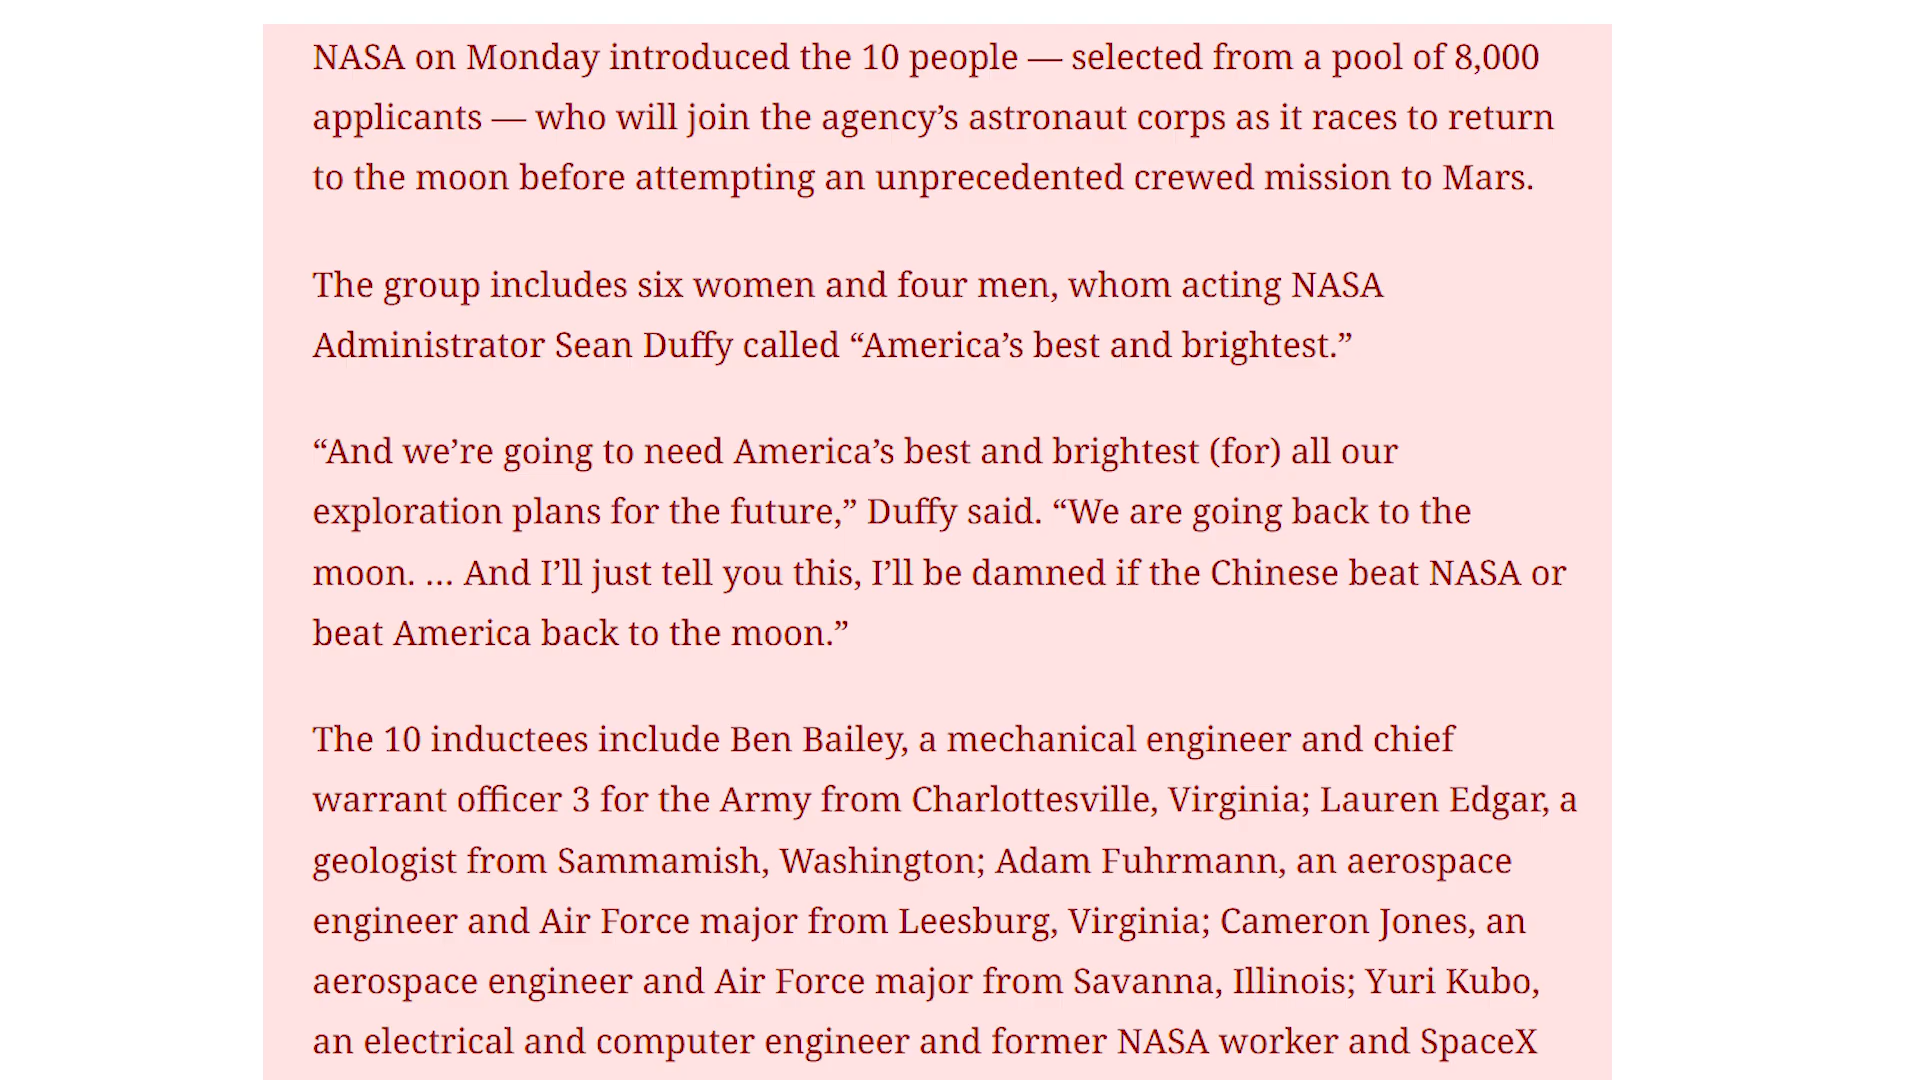 NASA on Monday introduced the 10 people — selected from a pool of 8,000
applicants — who will join the agency’s astronaut corps as it races to return
to the moon before attempting an unprecedented crewed mission to Mars.
The group includes six women and four men, whom acting NASA
Administrator Sean Duffy called “America’s best and brightest.”
“And we’re going to need America’s best and brightest (for) all our
exploration plans for the future,” Duffy said. “We are going back to the
moon. … And I’ll just tell you this, I’ll be damned if the Chinese beat NASA or
beat America back to the moon.”
The 10 inductees include Ben Bailey, a mechanical engineer and chief
warrant officer 3 for the Army from Charlottesville, Virginia; Lauren Edgar, a
geologist from Sammamish, Washington; Adam Fuhrmann, an aerospace
engineer and Air Force major from Leesburg, Virginia; Cameron Jones, an
aerospace engineer and Air Force major from Savanna, Illinois; Yuri Kubo,
an electrical and computer engineer and former NASA worker and SpaceX